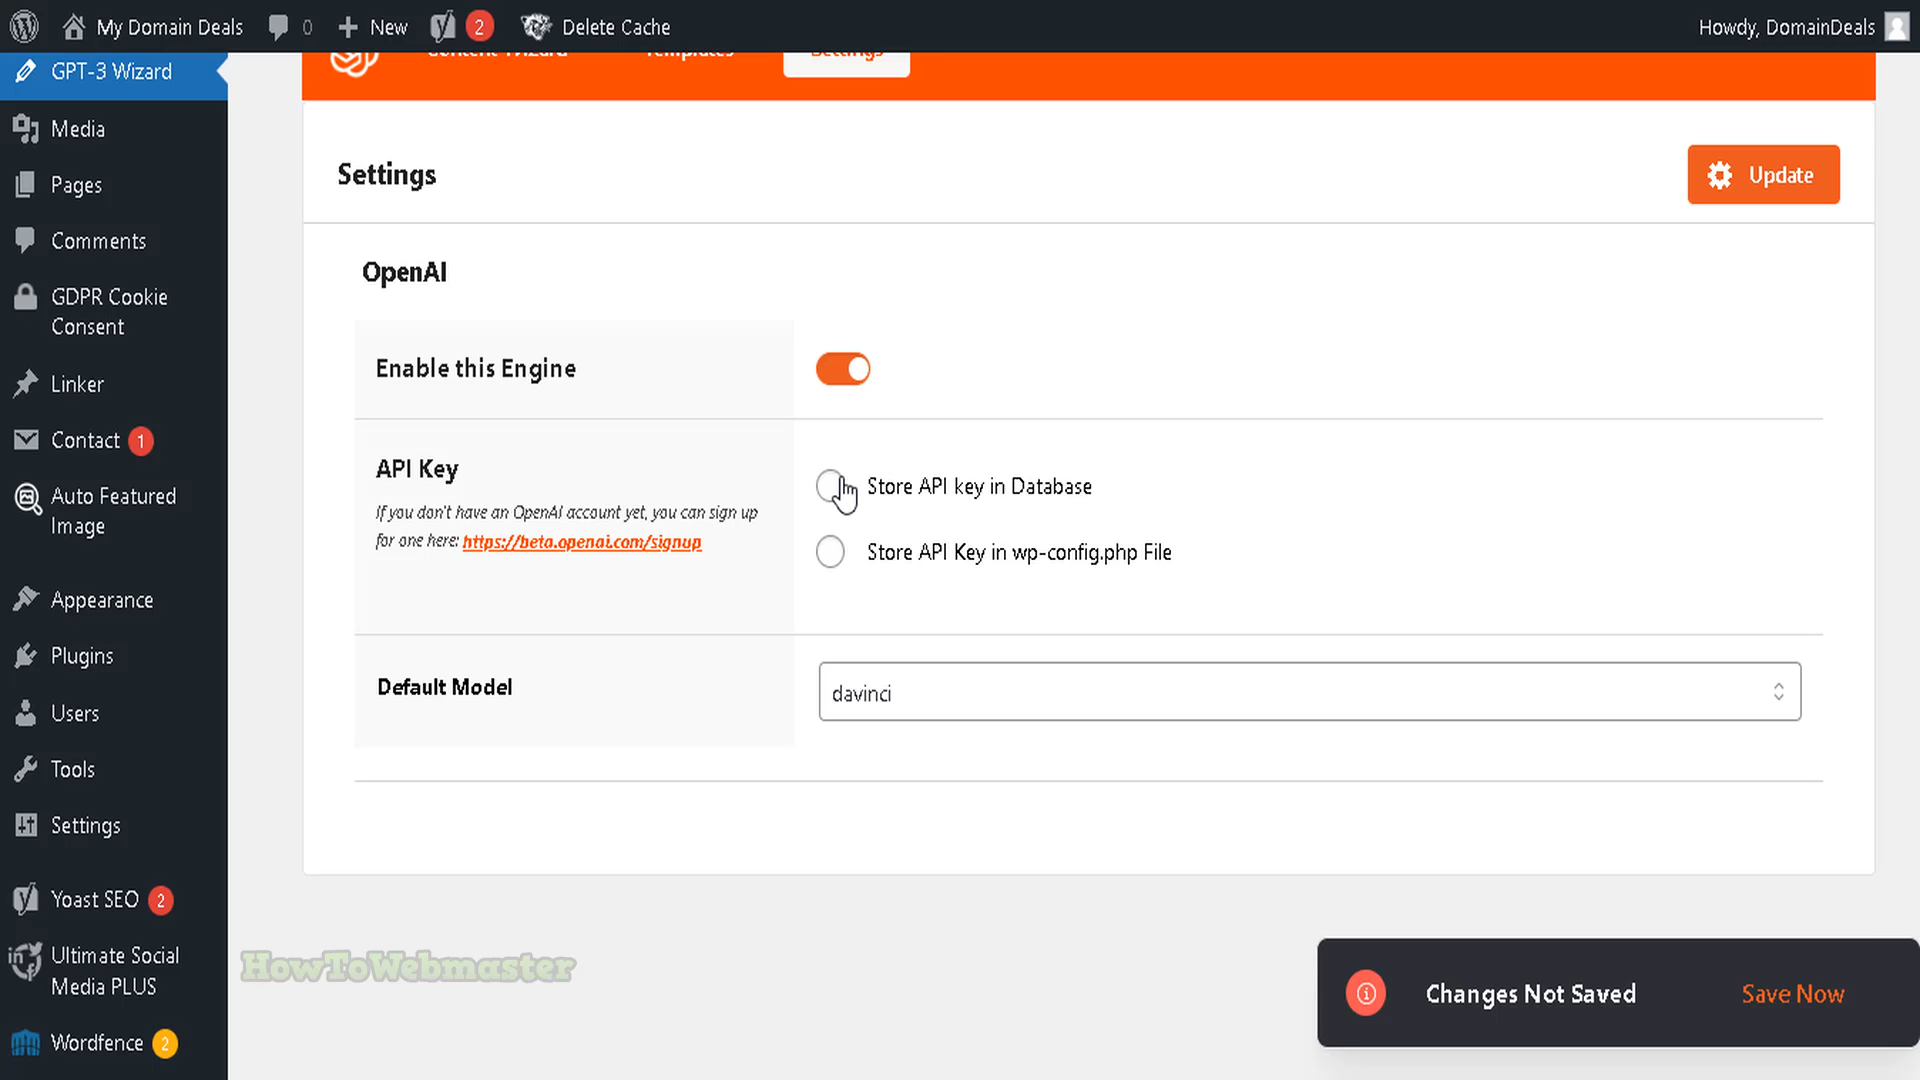 My Domain Deals
0
New
2
Delete Cache
Howdy, DomainDeals
GPT-3 Wizard
Media
Pages
Comments
GDPR Cookie
Consent
Linker
Contact 1
Auto Featured
Image
Appearance
Plugins
Users
Tools
Settings
Yoast SEO 2
Ultimate Social
Media PLUS
Wordfence 2
Content Wizard
Templates
Settings
Settings
Update
OpenAI
Enable this Engine
API Key
If you don't have an OpenAI account yet, you can sign up
for one here: https://beta.openai.com/signup
Store API key in Database
Store API Key in wp-config.php File
Default Model
davinci
HowToWebmaster
Changes Not Saved
Save Now